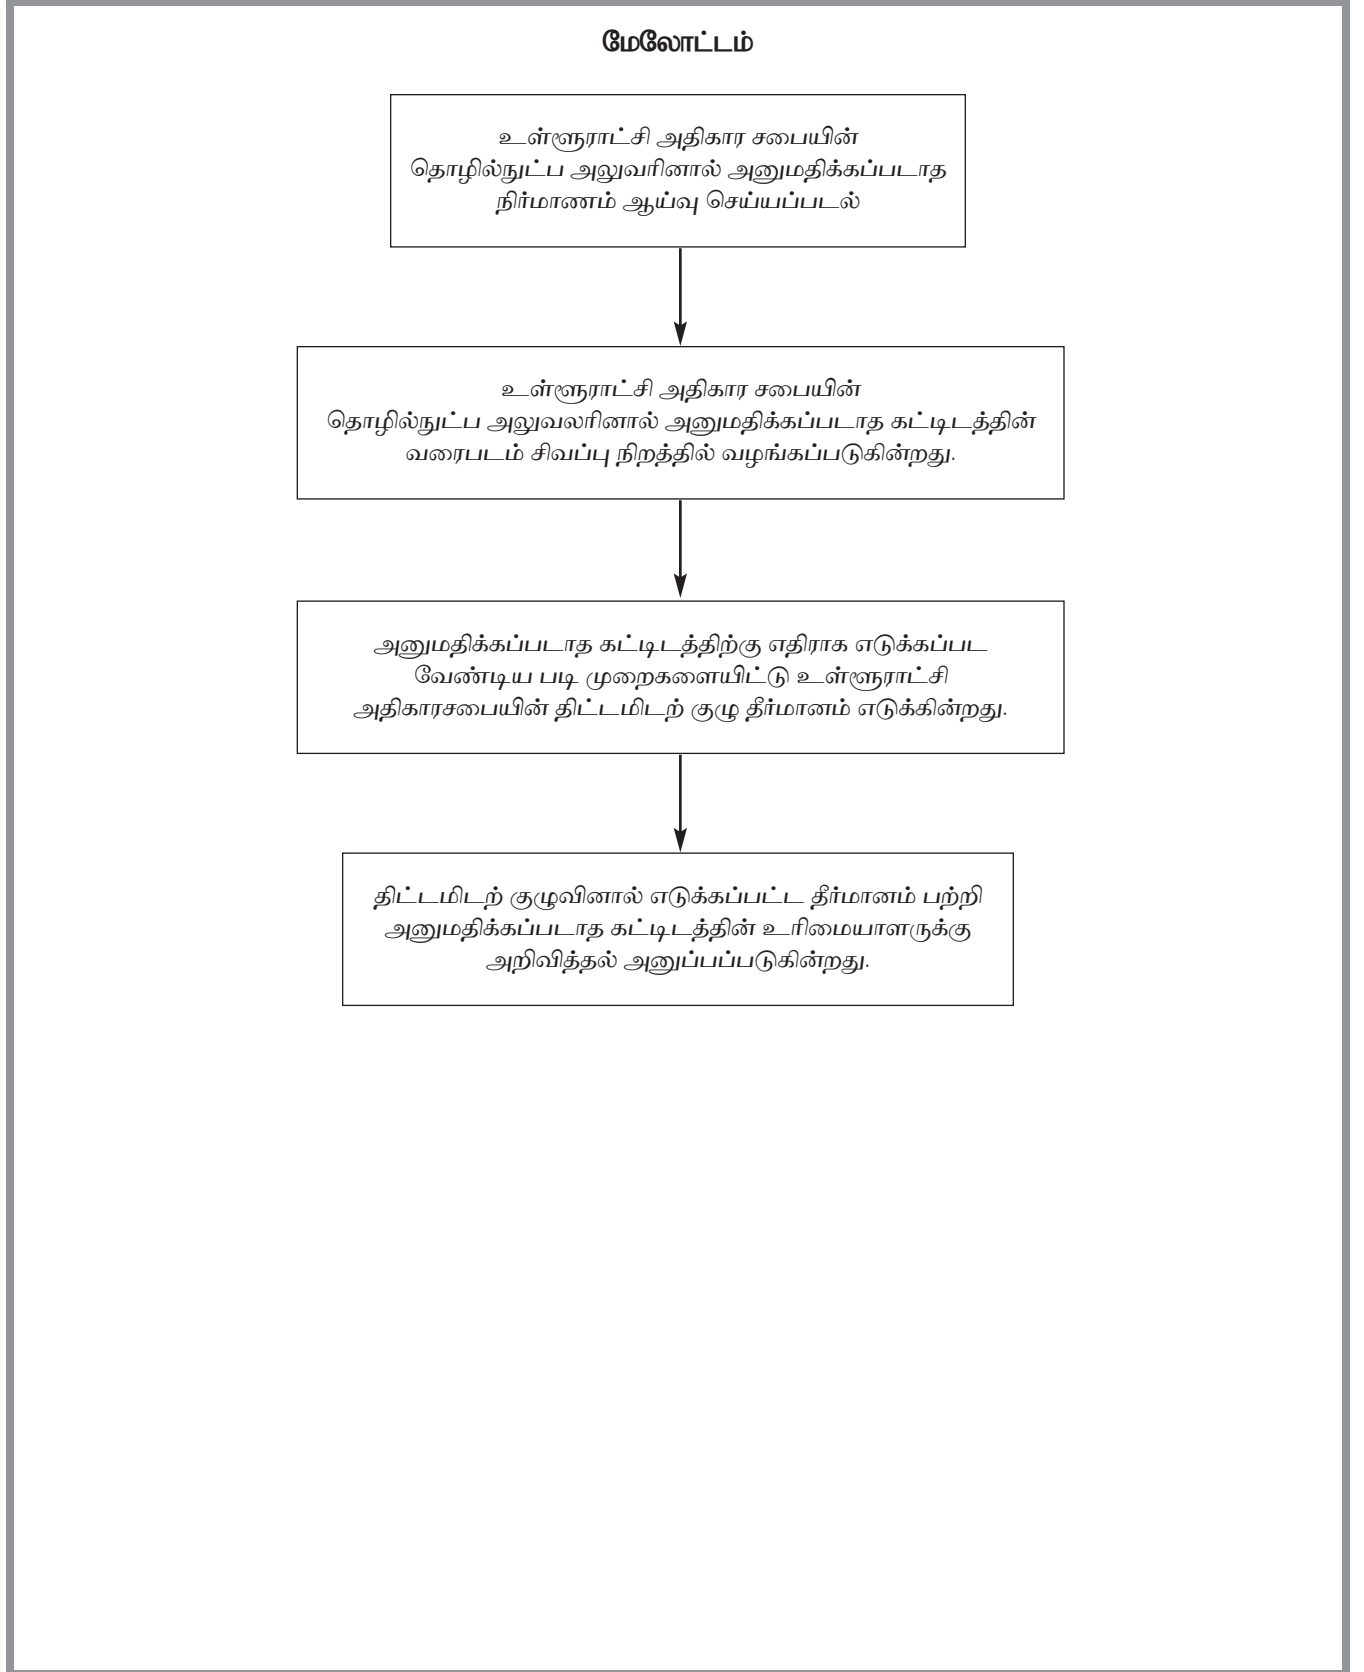 மேலோட்டம்
உள்ளூராட்சி அதிகார சபையின்
தொழில்நுட்ப அலுவரினால் அனுமதிக்கப்படாத
நிர்மாணம் ஆய்வு செய்யப்படல்
உள்ளூராட்சி அதிகார சபையின்
தொழில்நுட்ப அலுவலரினால் அனுமதிக்கப்படாத கட்டிடத்தின்
வரைபடம் சிவப்பு நிறத்தில் வழங்கப்படுகின்றது.
அனுமதிக்கப்படாத கட்டிடத்திற்கு எதிராக எடுக்கப்பட
வேண்டிய படி முறைகளையிட்டு உள்ளூராட்சி
அதிகாரசபையின் திட்டமிடற் குழு தீர்மானம் எடுக்கின்றது.
திட்டமிடற் குழுவினால் எடுக்கப்பட்ட தீர்மானம் பற்றி
அனுமதிக்கப்படாத கட்டிடத்தின் உரிமையாளருக்கு
அறிவித்தல் அனுப்பப்படுகின்றது.